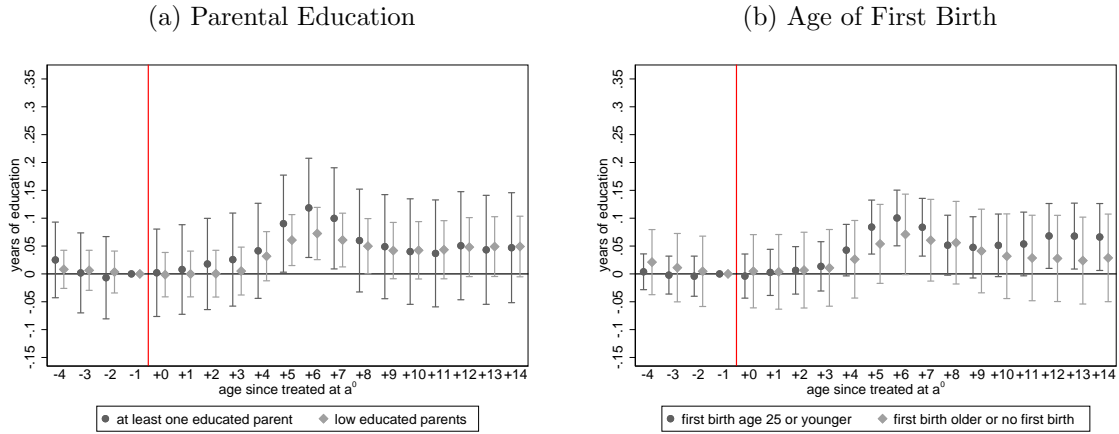 (a) Parental Education
years of education
.35
.3
.25
.2
.15
.1
.05
0
-.05
-.1
-.15
-4 -3 -2 -1 +0 +1 +2 +3 +4 +5 +6 +7 +8 +9 +10 +11 +12 +13 +14
age since treated at a⁰
at least one educated parent low educated parents
(b) Age of First Birth
years of education
.35
.3
.25
.2
.15
.1
.05
0
-.05
-.1
-.15
-4 -3 -2 -1 +0 +1 +2 +3 +4 +5 +6 +7 +8 +9 +10 +11 +12 +13 +14
age since treated at a⁰
first birth age 25 or younger first birth older or no first birth